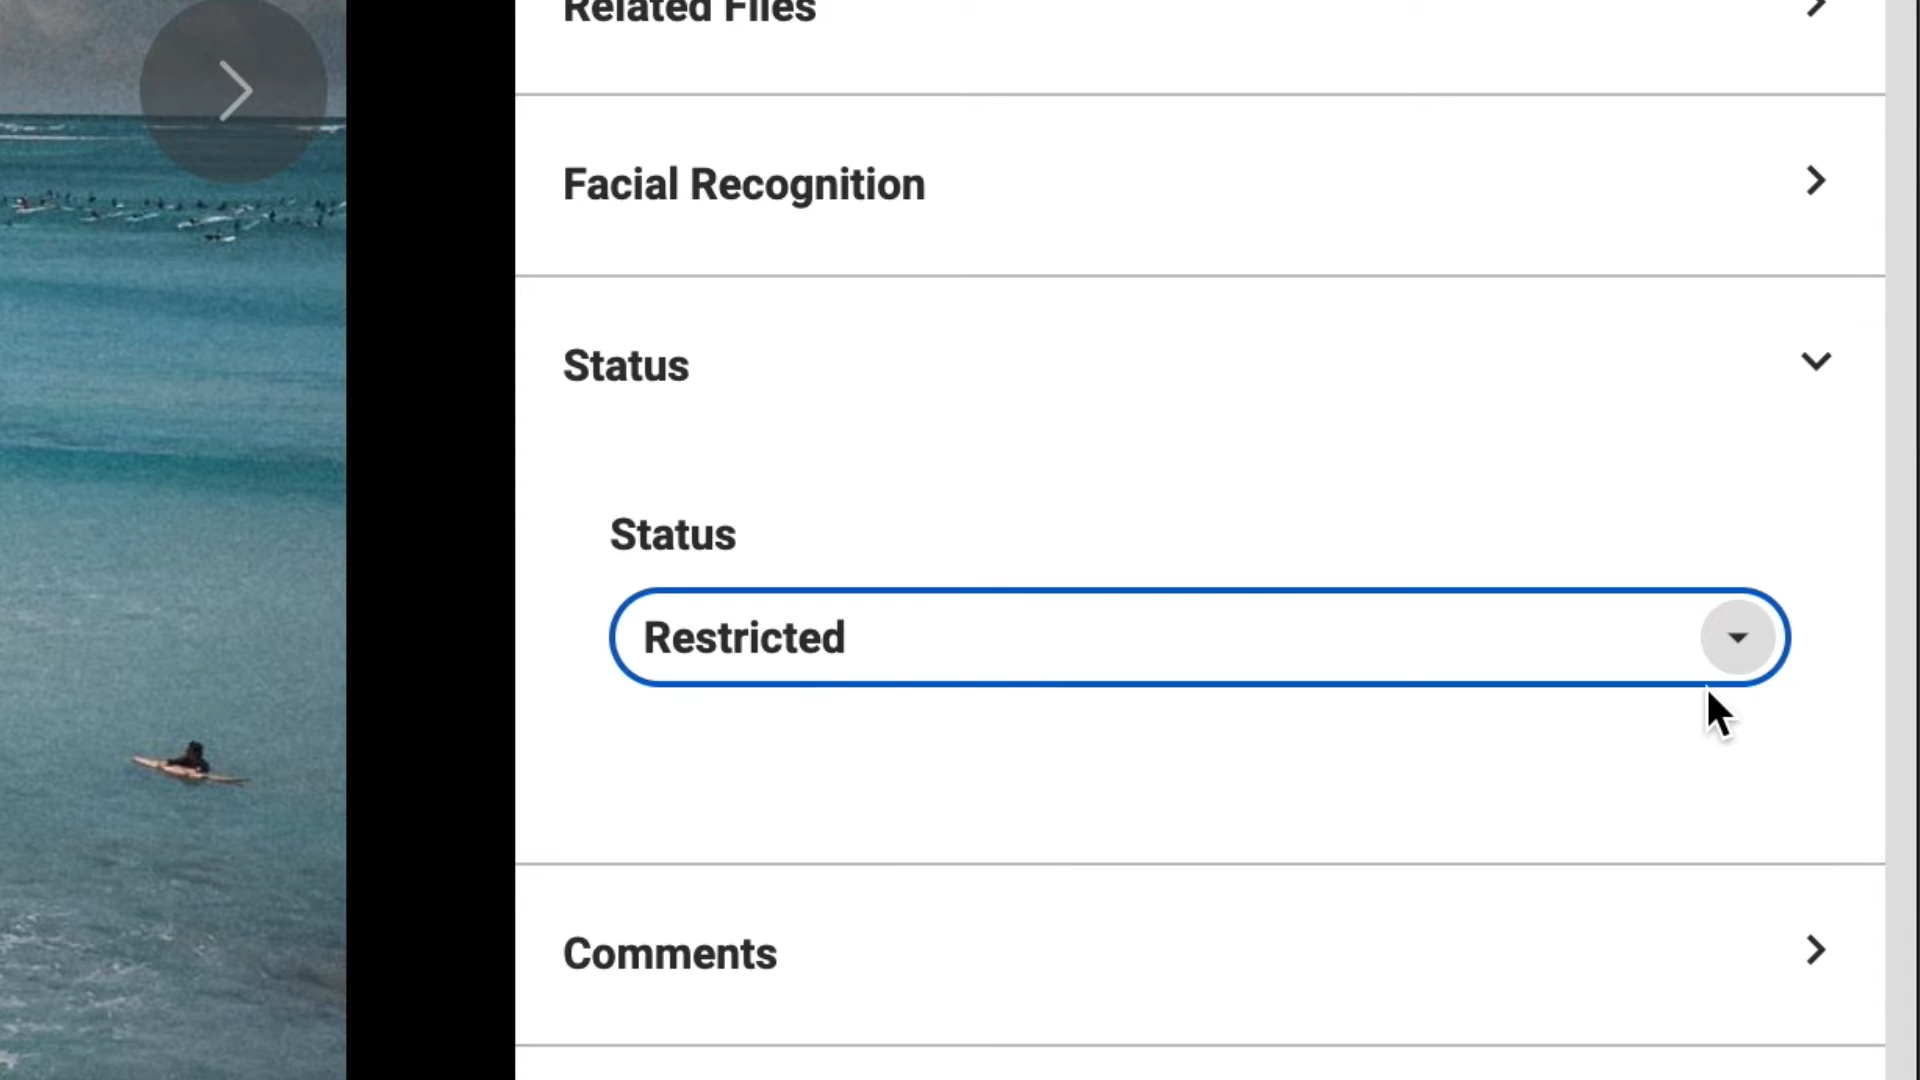 Related Files
Facial Recognition
Status
Status
Restricted
Comments